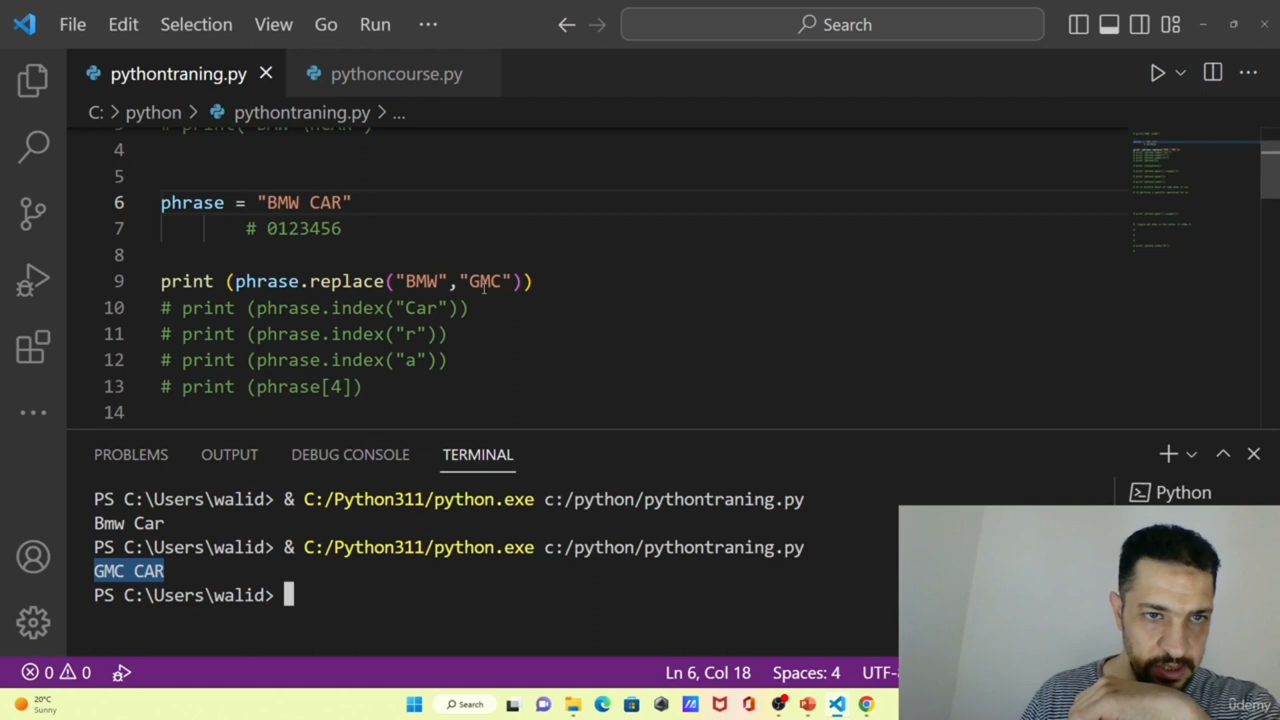 File Edit Selection View Go Run ··· Search
pythontraning.py pythoncourse.py
C: > python > pythontraning.py > ...
4
5
6 phrase = "BMW CAR"
7 # 0123456
8
9 print (phrase.replace("BMW","GMC"))
10 # print (phrase.index("Car"))
11 # print (phrase.index("r"))
12 # print (phrase.index("a"))
13 # print (phrase[4])
14
PROBLEMS OUTPUT DEBUG CONSOLE TERMINAL
PS C:\Users\walid> & C:/Python311/python.exe c:/python/pythontraning.py
Python
Bmw Car
PS C:\Users\walid> & C:/Python311/python.exe c:/python/pythontraning.py
GMC CAR
PS C:\Users\walid>
0 0 Ln 6, Col 18 Spaces: 4 UTF-
20°C
Sunny
Search
ûdemy